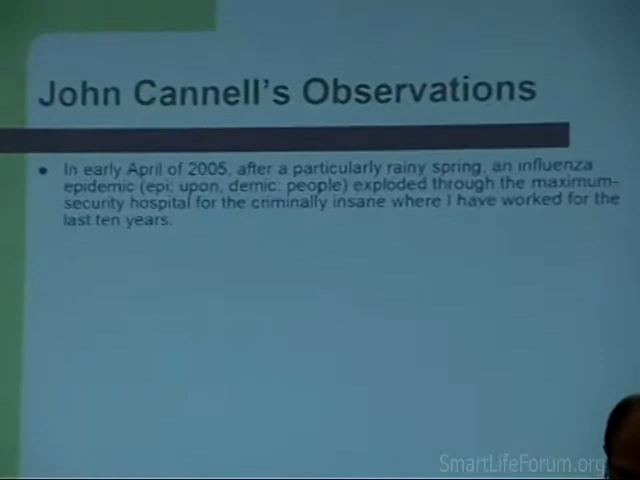 John Cannell's Observations
• In early April of 2005, after a particularly rainy spring, an influenza
epidemic (epi: upon, demic: people) exploded through the maximum-
security hospital for the criminally insane where I have worked for the
last ten years.
SmartLifeForum.org